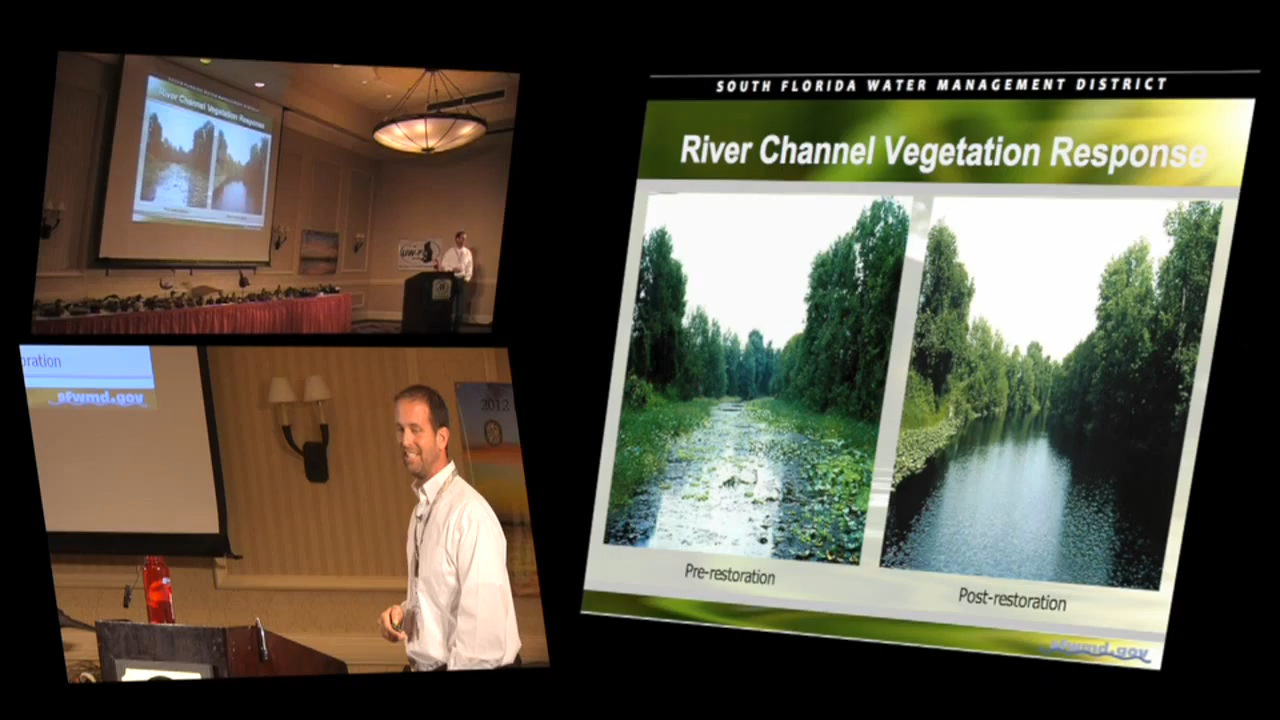 SOUTH FLORIDA WATER MANAGEMENT DISTRICT
River Channel Vegetation Response
Pre-restoration
Post-restoration
sfwmd.gov
River Channel Vegetation Response
oration
sfwmd.gov
2012